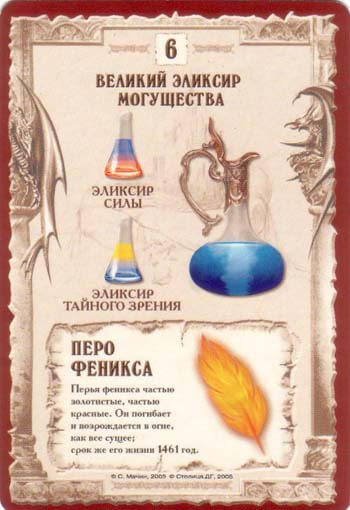 6
ВЕЛИКИЙ ЭЛИКСИР
МОГУЩЕСТВА
ЭЛИКСИР
СИЛЫ
ЭЛИКСИР
ТАЙНОГО ЗРЕНИЯ
ПЕРО
ФЕНИКСА
Перья феникса частью
золотистые, частью
красные. Он погибает
и возрождается в огне,
как все сущее;
срок же его жизни 1461 год.
© С. Мачин, 2005 © Столица.ДГ, 2005